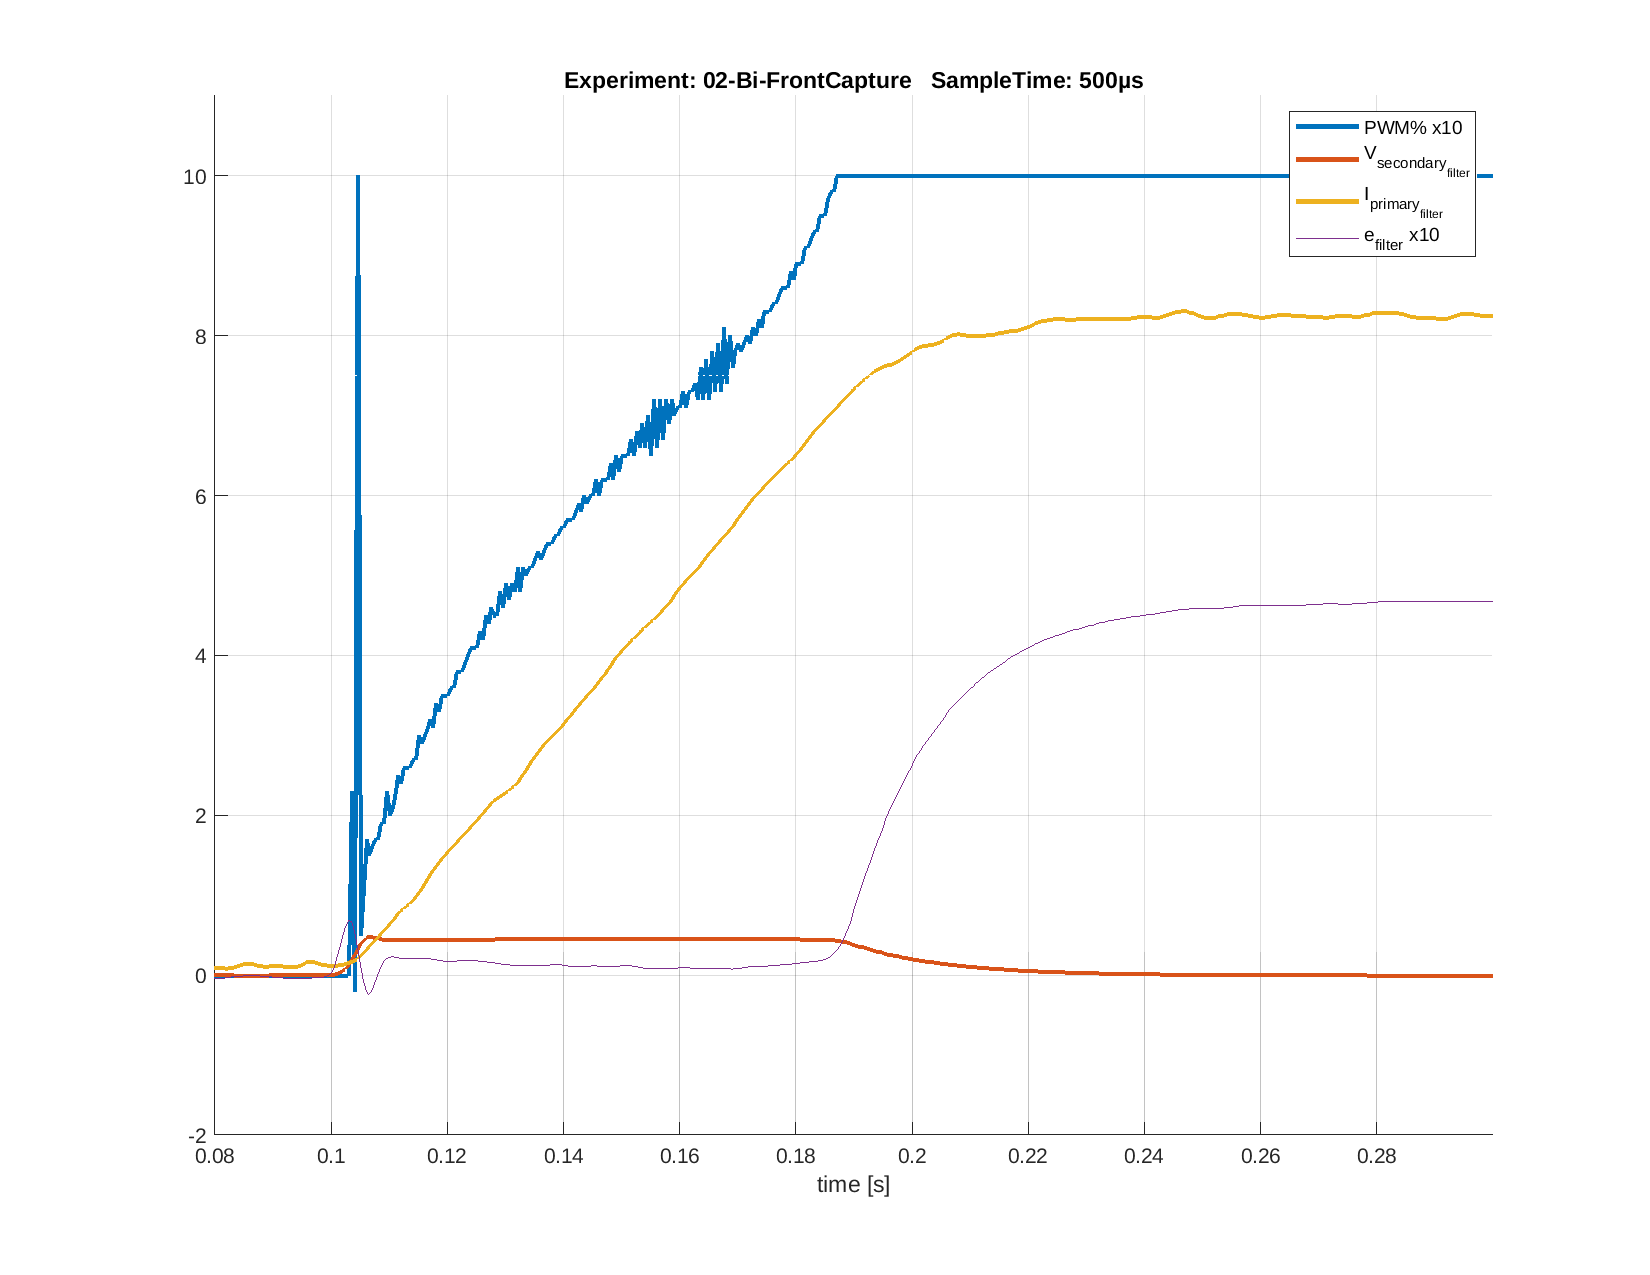 Experiment: 02-Bi-FrontCapture SampleTime: 500µs
PWM% x10
Vsecondaryfilter
Iprimaryfilter
efilter x10
10
8
6
4
2
0
-2
0.08 0.1 0.12 0.14 0.16 0.18 0.2 0.22 0.24 0.26 0.28
time [s]